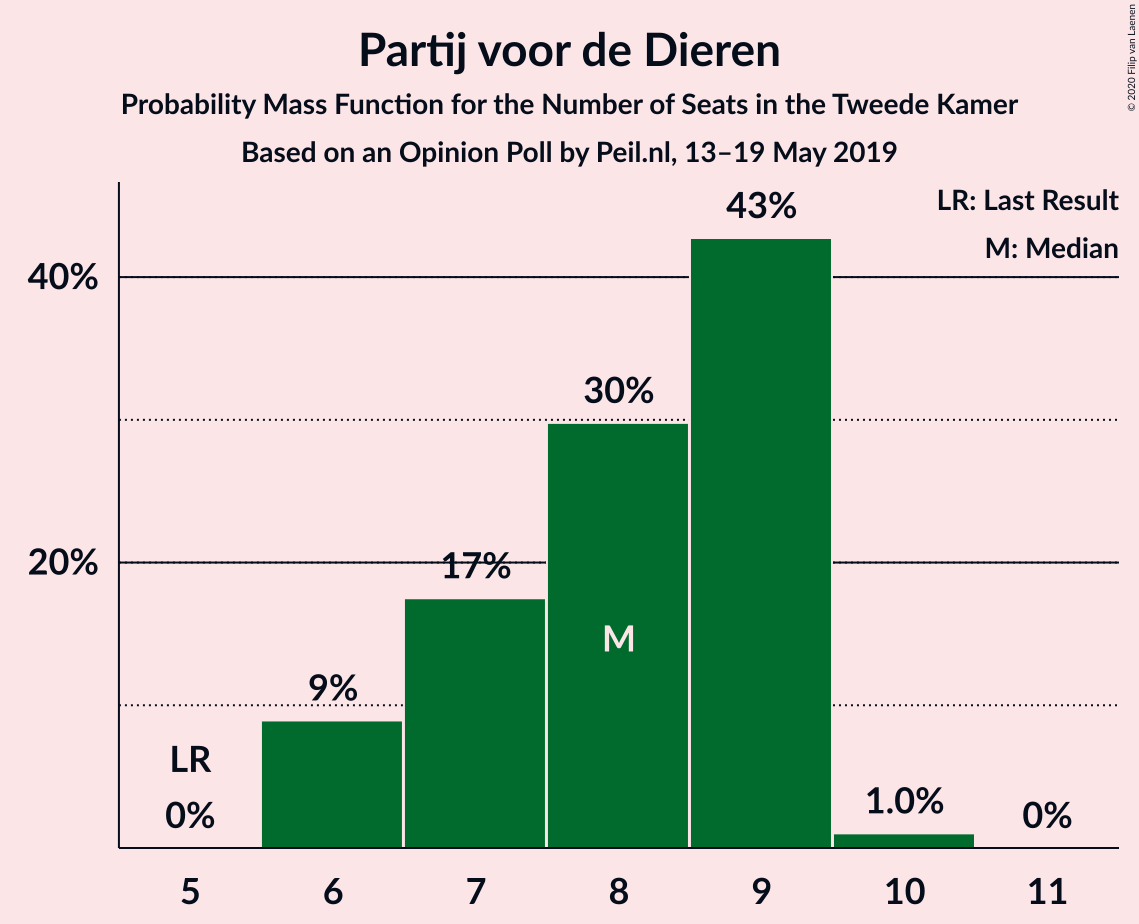 Partij voor de Dieren
Probability Mass Function for the Number of Seats in the Tweede Kamer
Based on an Opinion Poll by Peil.nl, 13–19 May 2019
© 2020 Filip van Laenen
LR: Last Result
M: Median
43%
40%
30%
20%
17%
M
9%
LR
0%
1.0%
0%
5 6 7 8 9 10 11